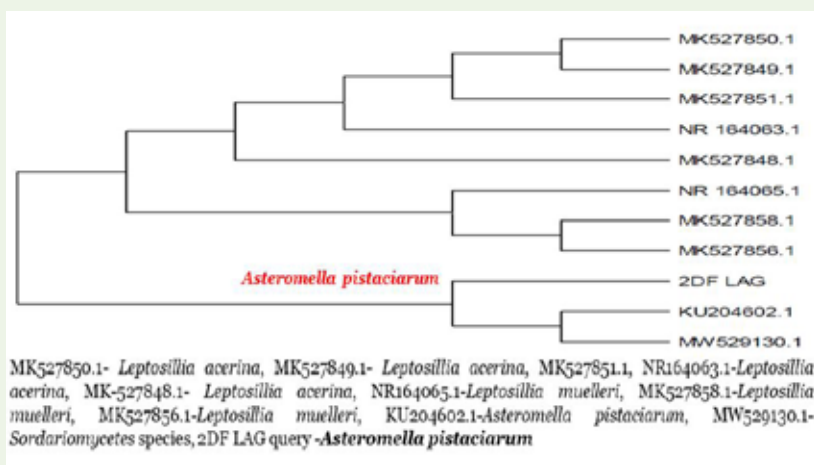 MK527850.1
MK527849.1
MK527851.1
NR 164063.1
MK527848.1
NR 164065.1
MK527858.1
MK527856.1
Asteromella pistaciarum
2DF LAG
KU204602.1
MW529130.1
MK527850.1- Leptosillia acerina, MK527849.1- Leptosillia acerina, MK527851.1, NR164063.1-Leptosillia
acerina, MK-527848.1- Leptosillia acerina, NR164065.1-Leptosillia muelleri, MK527858.1-Leptosillia
muelleri, MK527856.1-Leptosillia muelleri, KU204602.1-Asteromella pistaciarum, MW529130.1-
Sordariomycetes species, 2DF LAG query -Asteromella pistaciarum